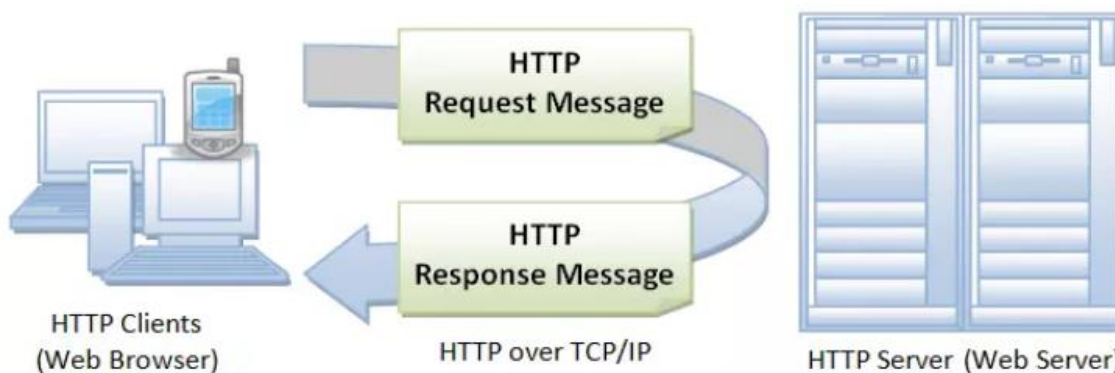 HTTP
Request Message
HTTP
Response Message
HTTP Clients
(Web Browser)
HTTP over TCP/IP
HTTP Server (Web Server)